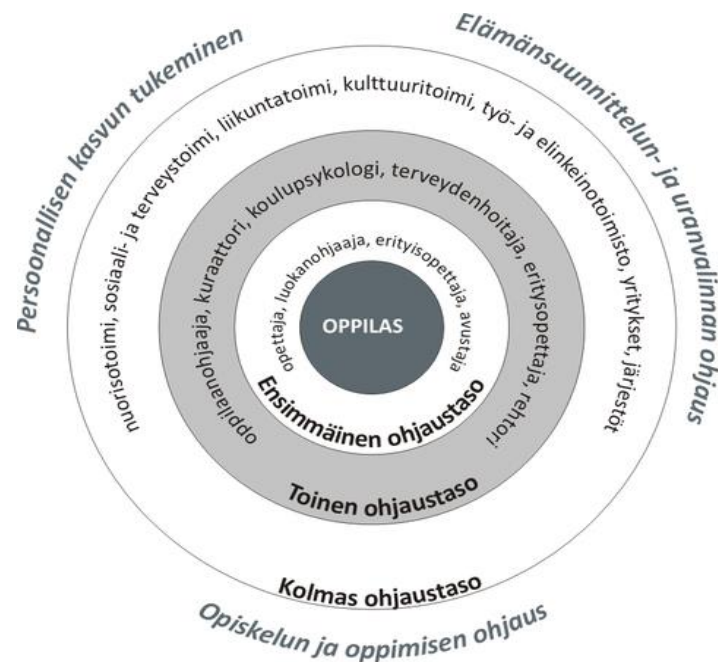 Persoonallisen kasvun tukeminen
Elämänsuunnittelun- ja uranvalinnan ohjaus
nuorisotoimi, sosiaali- ja terveystoimi, liikuntatoimi, kulttuuritoimi, työ- ja elinkeinotoimisto, yritykset, järjestöt
oppilaanohjaaja, kuraattori, koulupsykologi, terveydenhoitaja, eritysopettaja, rehtori
opettaja, luokanohjaaja, erityisopettaja, avustaja
OPPILAS
Ensimmäinen ohjaustaso
Toinen ohjaustaso
Kolmas ohjaustaso
Opiskelun ja oppimisen ohjaus